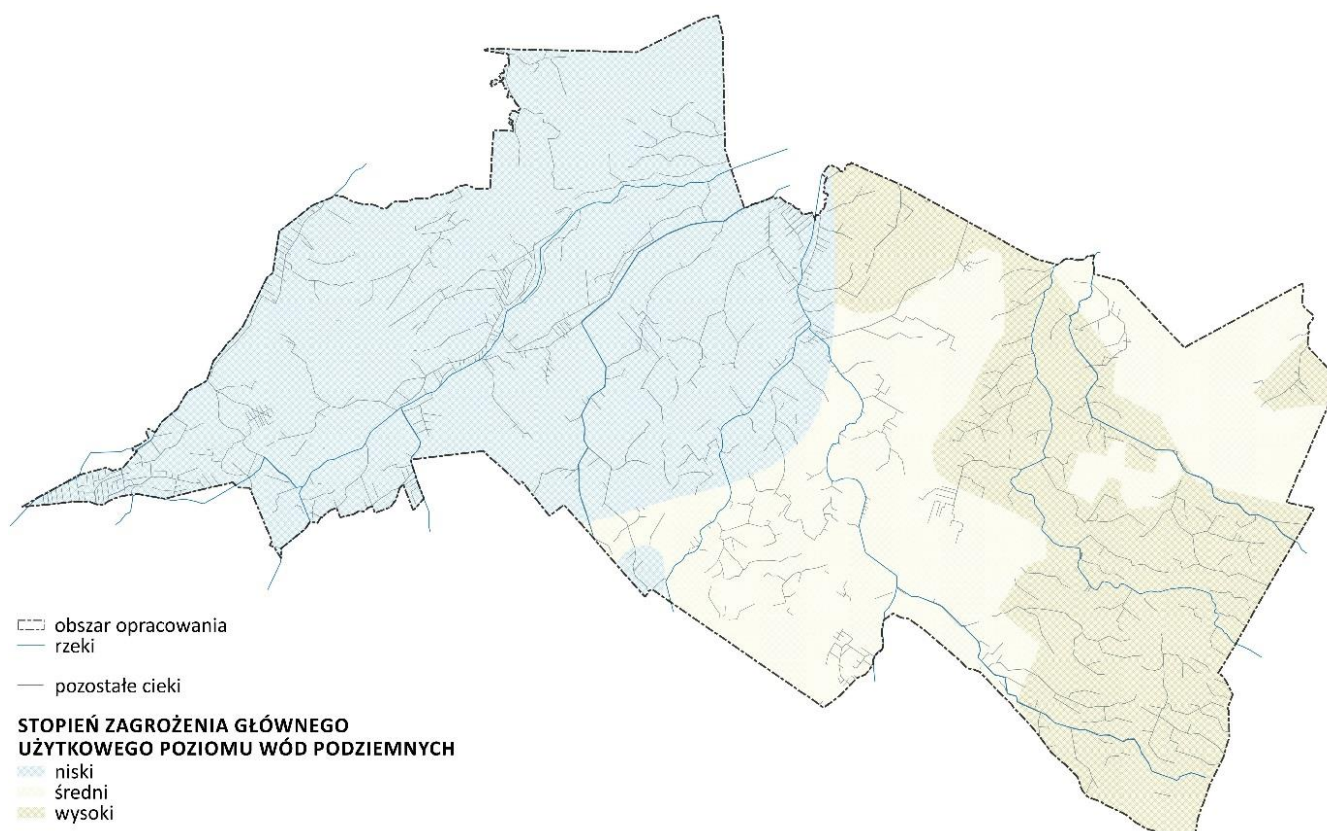 obszar opracowania
rzeki
pozostałe cieki
STOPIEŃ ZAGROŻENIA GŁÓWNEGO
UŻYTKOWEGO POZIOMU WÓD PODZIEMNYCH
niski
średni
wysoki